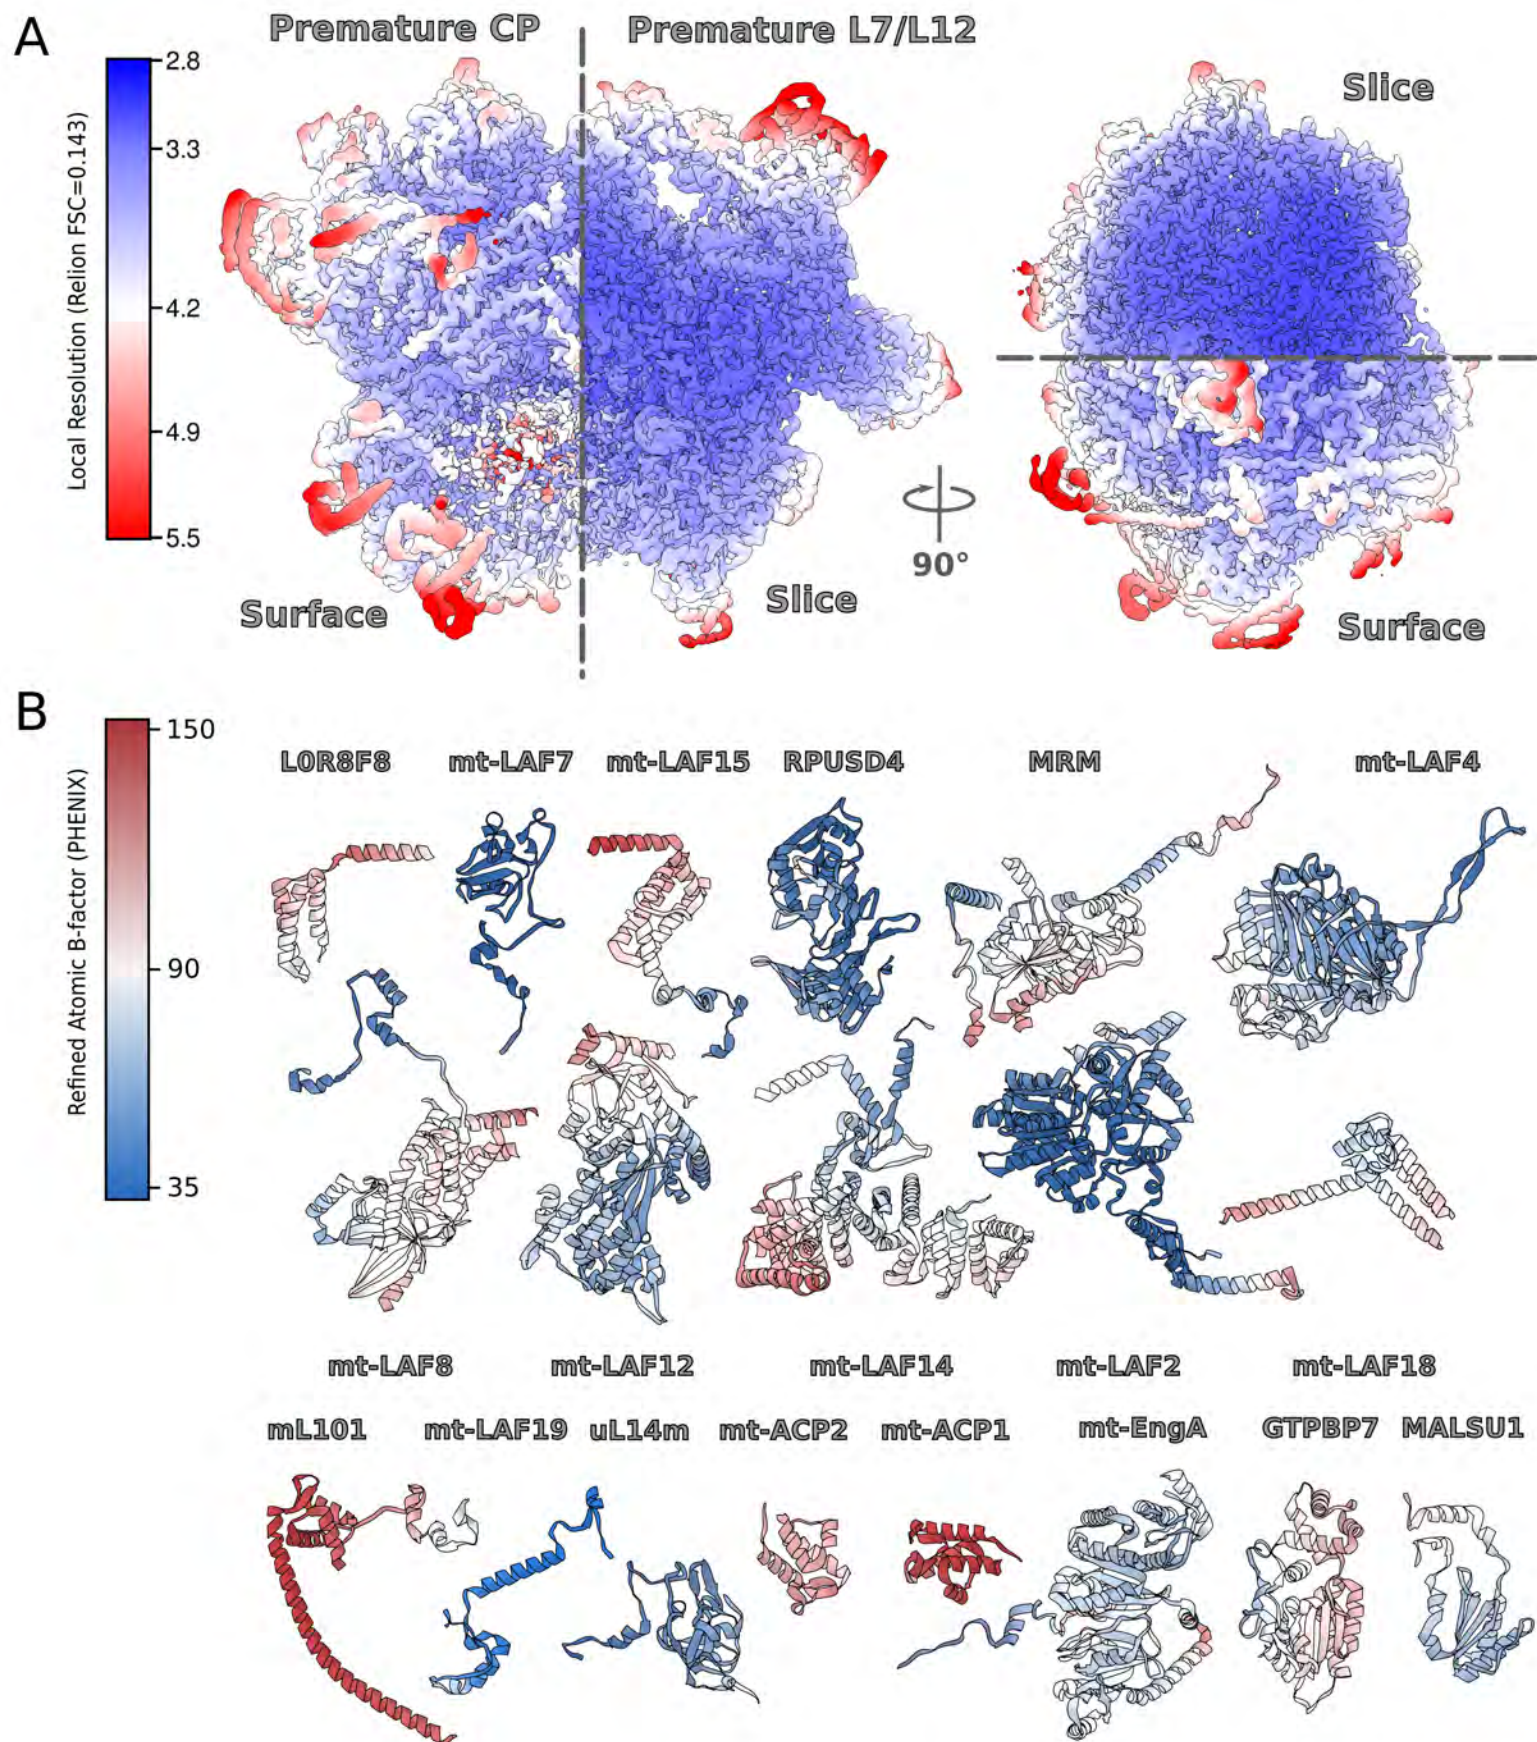 A
Premature CP
Premature L7/L12
Slice
Local Resolution (Relion FSC=0.143)
2.8
3.3
4.2
4.9
5.5
90°
Surface
Slice
Surface
B
Refined Atomic B-factor (PHENIX)
150
90
35
L0R8F8 mt-LAF7 mt-LAF15 RPUSD4 MRM mt-LAF4
mt-LAF8 mt-LAF12 mt-LAF14 mt-LAF2 mt-LAF18
mL101 mt-LAF19 uL14m mt-ACP2 mt-ACP1 mt-EngA GTPBP7 MALSU1